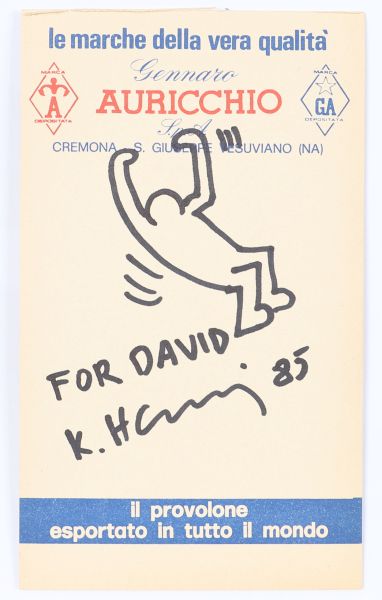 le marche della vera qualità
Gennaro
MARCA
DEPOSITATA
AURICCHIO
MARCA
GA
DEPOSITATA
S.p.A.
CREMONA - S. GIUSEPPE VESUVIANO (NA)
FOR DAVID
K. Haring 85
il provolone
esportato in tutto il mondo